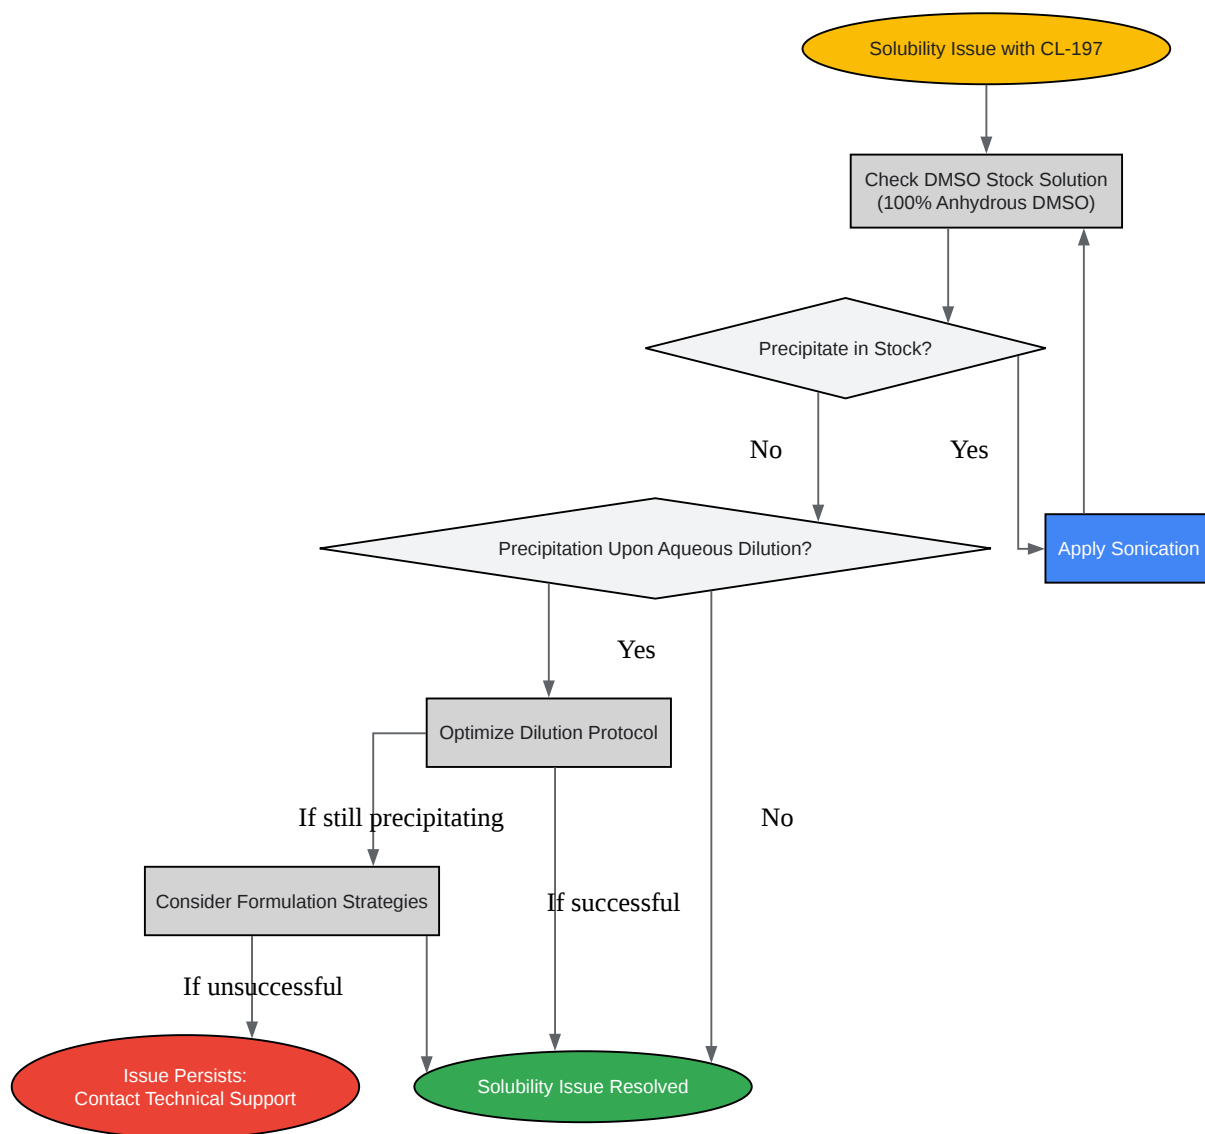 Solubility Issue with CL-197
Check DMSO Stock Solution
(100% Anhydrous DMSO)
Precipitate in Stock?
No
Yes
Precipitation Upon Aqueous Dilution?
Apply Sonication
Yes
Optimize Dilution Protocol
If still precipitating
No
Consider Formulation Strategies
If successful
If unsuccessful
Issue Persists:
Contact Technical Support
Solubility Issue Resolved